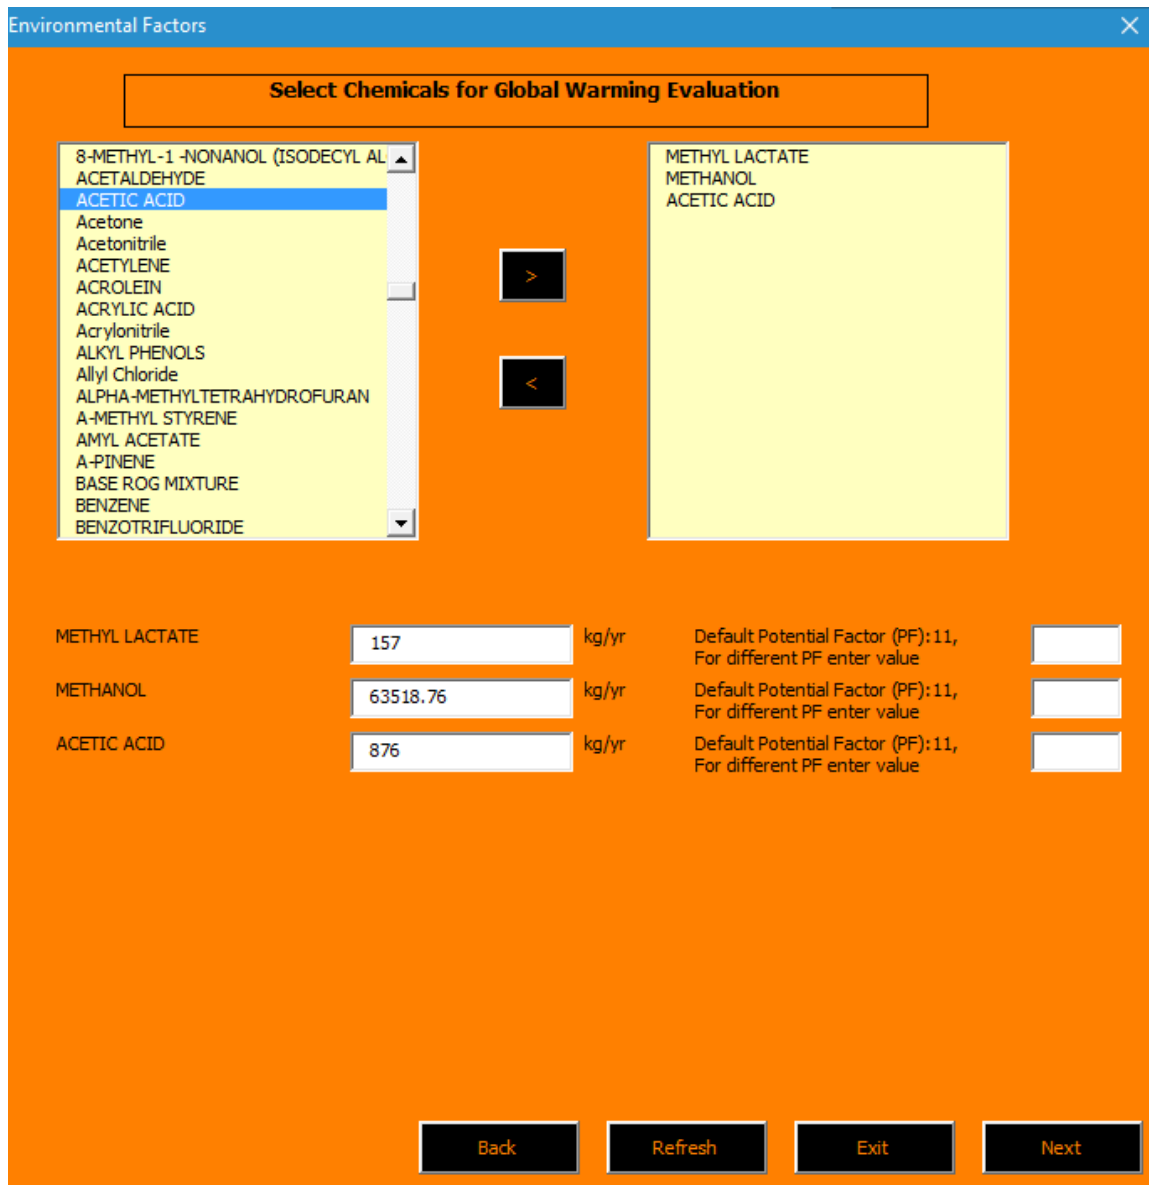 Environmental Factors
Select Chemicals for Global Warming Evaluation
8-METHYL-1 -NONANOL (ISODECYL AL
ACETALDEHYDE
ACETIC ACID
Acetone
Acetonitrile
ACETYLENE
ACROLEIN
ACRYLIC ACID
Acrylonitrile
ALKYL PHENOLS
Allyl Chloride
ALPHA-METHYLTETRAHYDROFURAN
A-METHYL STYRENE
AMYL ACETATE
A-PINENE
BASE ROG MIXTURE
BENZENE
BENZOTRIFLUORIDE
>
<
METHYL LACTATE
METHANOL
ACETIC ACID
METHYL LACTATE 157 kg/yr Default Potential Factor (PF):11,
For different PF enter value
METHANOL 63518.76 kg/yr Default Potential Factor (PF):11,
For different PF enter value
ACETIC ACID 876 kg/yr Default Potential Factor (PF):11,
For different PF enter value
Back Refresh Exit Next